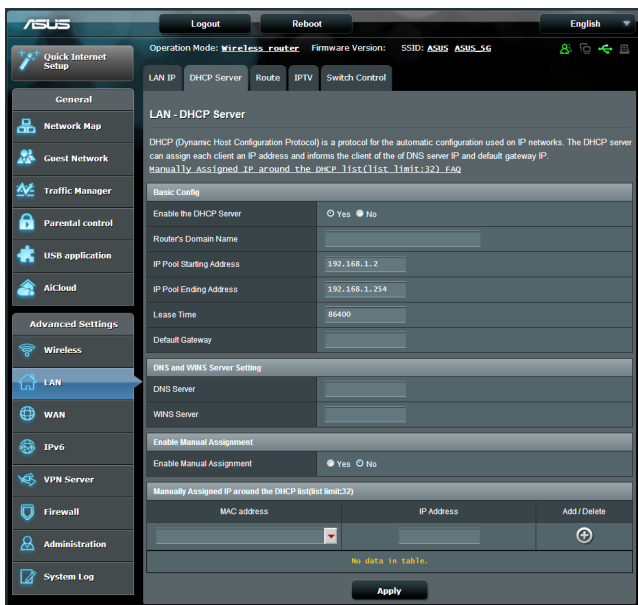 ASUS
Logout
Reboot
English
Quick Internet Setup
Operation Mode: Wireless router Firmware Version: SSID: ASUS ASUS_5G
LAN IP
DHCP Server
Route
IPTV
Switch Control
General
Network Map
Guest Network
Traffic Manager
Parental control
USB application
AiCloud
Advanced Settings
Wireless
LAN
WAN
IPv6
VPN Server
Firewall
Administration
System Log
LAN - DHCP Server
DHCP (Dynamic Host Configuration Protocol) is a protocol for the automatic configuration used on IP networks. The DHCP server
can assign each client an IP address and informs the client of the of DNS server IP and default gateway IP.
Manually Assigned IP around the DHCP list(list limit:32) FAQ
Basic Config
Enable the DHCP Server Yes No
Router's Domain Name
IP Pool Starting Address 192.168.1.2
IP Pool Ending Address 192.168.1.254
Lease Time 86400
Default Gateway
DNS and WINS Server Setting
DNS Server
WINS Server
Enable Manual Assignment
Enable Manual Assignment Yes No
Manually Assigned IP around the DHCP list(list limit:32)
MAC address IP Address Add / Delete
No data in table.
Apply